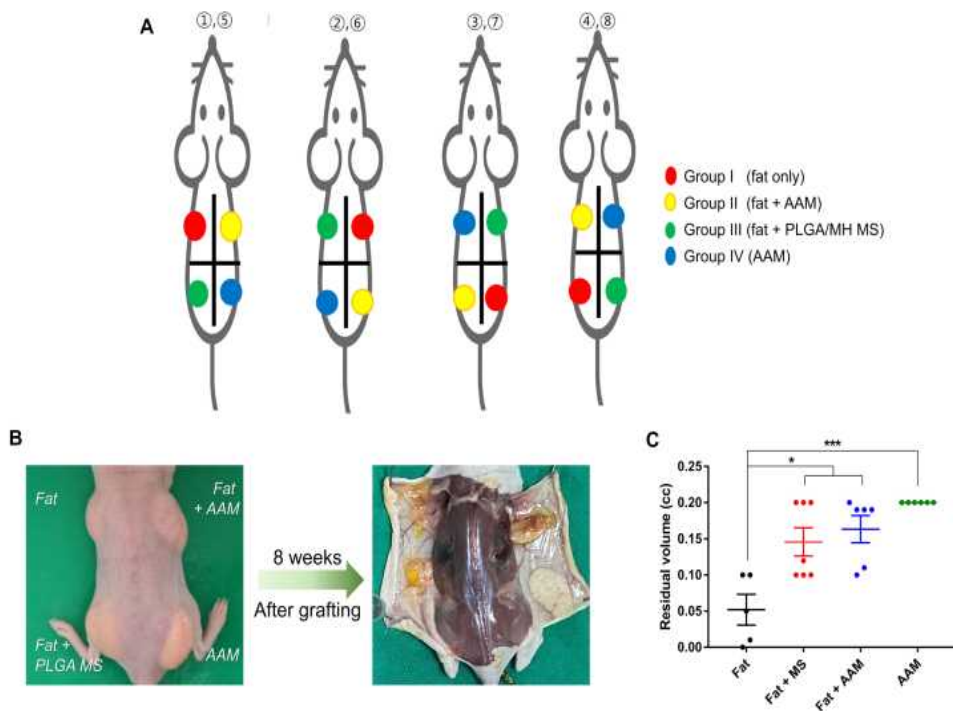 A
①,⑤
②,⑥
③,⑦
④,⑧
Group I (fat only)
Group II (fat + AAM)
Group III (fat + PLGA/MH MS)
Group IV (AAM)
B
Fat
Fat
+ AAM
Fat +
PLGA MS
AAM
8 weeks
After grafting
C
***
*
Residual volume (cc)
0.25
0.20
0.15
0.10
0.05
0.00
Fat
Fat + MS
Fat + AAM
AAM